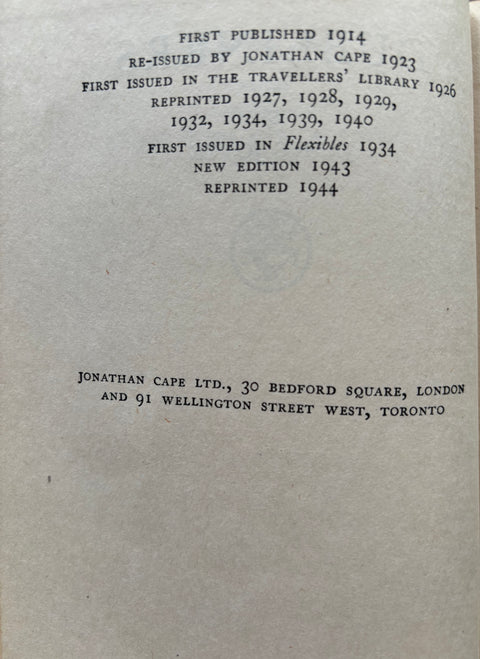 FIRST PUBLISHED 1914
RE-ISSUED BY JONATHAN CAPE 1923
FIRST ISSUED IN THE TRAVELLERS' LIBRARY 1926
REPRINTED 1927, 1928, 1929,
1932, 1934, 1939, 1940
FIRST ISSUED IN Flexibles 1934
NEW EDITION 1943
REPRINTED 1944
JONATHAN CAPE LTD., 30 BEDFORD SQUARE, LONDON
AND 91 WELLINGTON STREET WEST, TORONTO